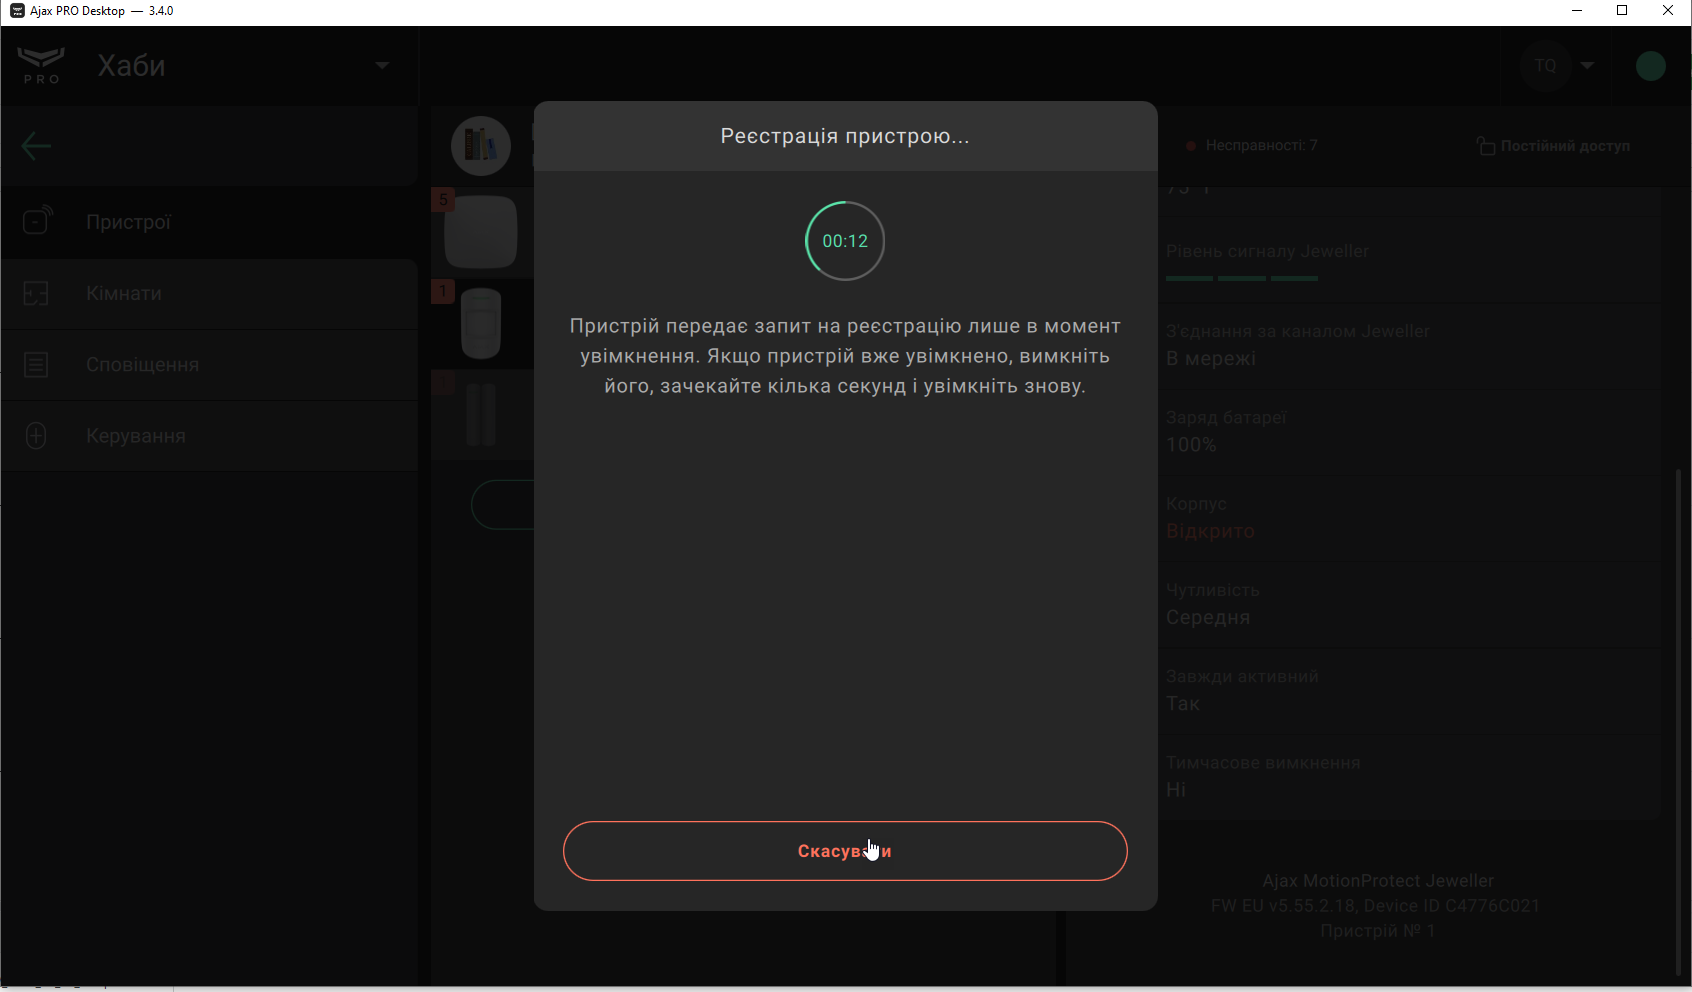 Ajax PRO Desktop — 3.4.0
PRO
Хаби
TQ
Несправності: 7
Постійний доступ
Пристрої
Кімнати
Сповіщення
Керування
5
1
Реєстрація пристрою...
00:12
Пристрій передає запит на реєстрацію лише в момент
увімкнення. Якщо пристрій вже увімкнено, вимкніть
його, зачекайте кілька секунд і увімкніть знову.
Рівень сигналу Jeweller
З'єднання за каналом Jeweller
В мережі
Заряд батареї
100%
Корпус
Відкрито
Чутливість
Середня
Завжди активний
Так
Тимчасове вимкнення
Ні
Ajax MotionProtect Jeweller
FW EU v5.55.2.18, Device ID C4776C021
Пристрій № 1